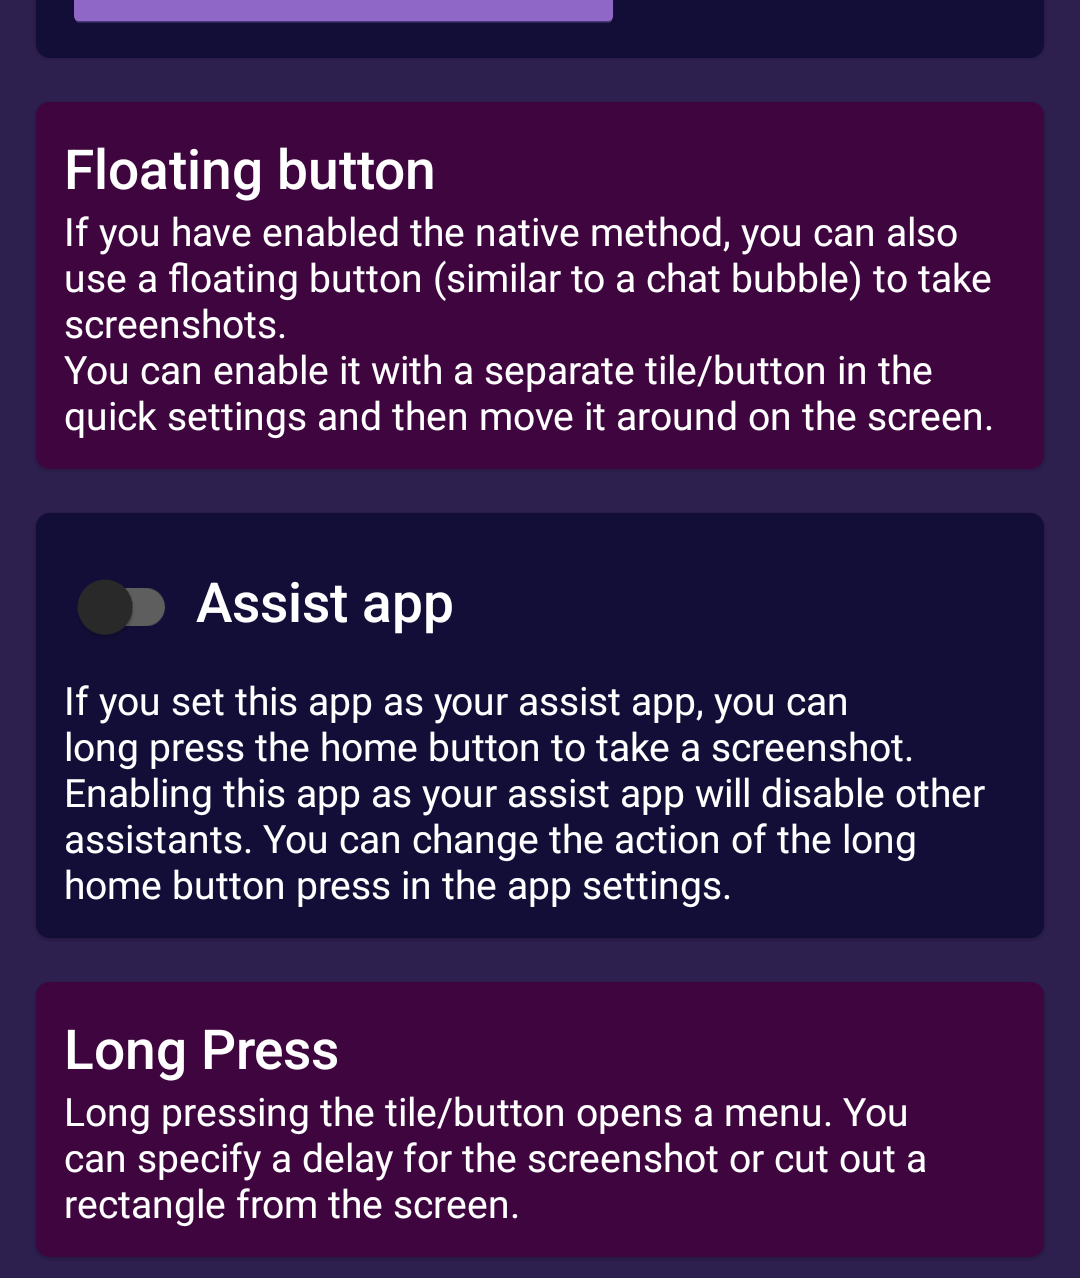 Floating button
If you have enabled the native method, you can also
use a floating button (similar to a chat bubble) to take
screenshots.
You can enable it with a separate tile/button in the
quick settings and then move it around on the screen.
Assist app
If you set this app as your assist app, you can
long press the home button to take a screenshot.
Enabling this app as your assist app will disable other
assistants. You can change the action of the long
home button press in the app settings.
Long Press
Long pressing the tile/button opens a menu. You
can specify a delay for the screenshot or cut out a
rectangle from the screen.